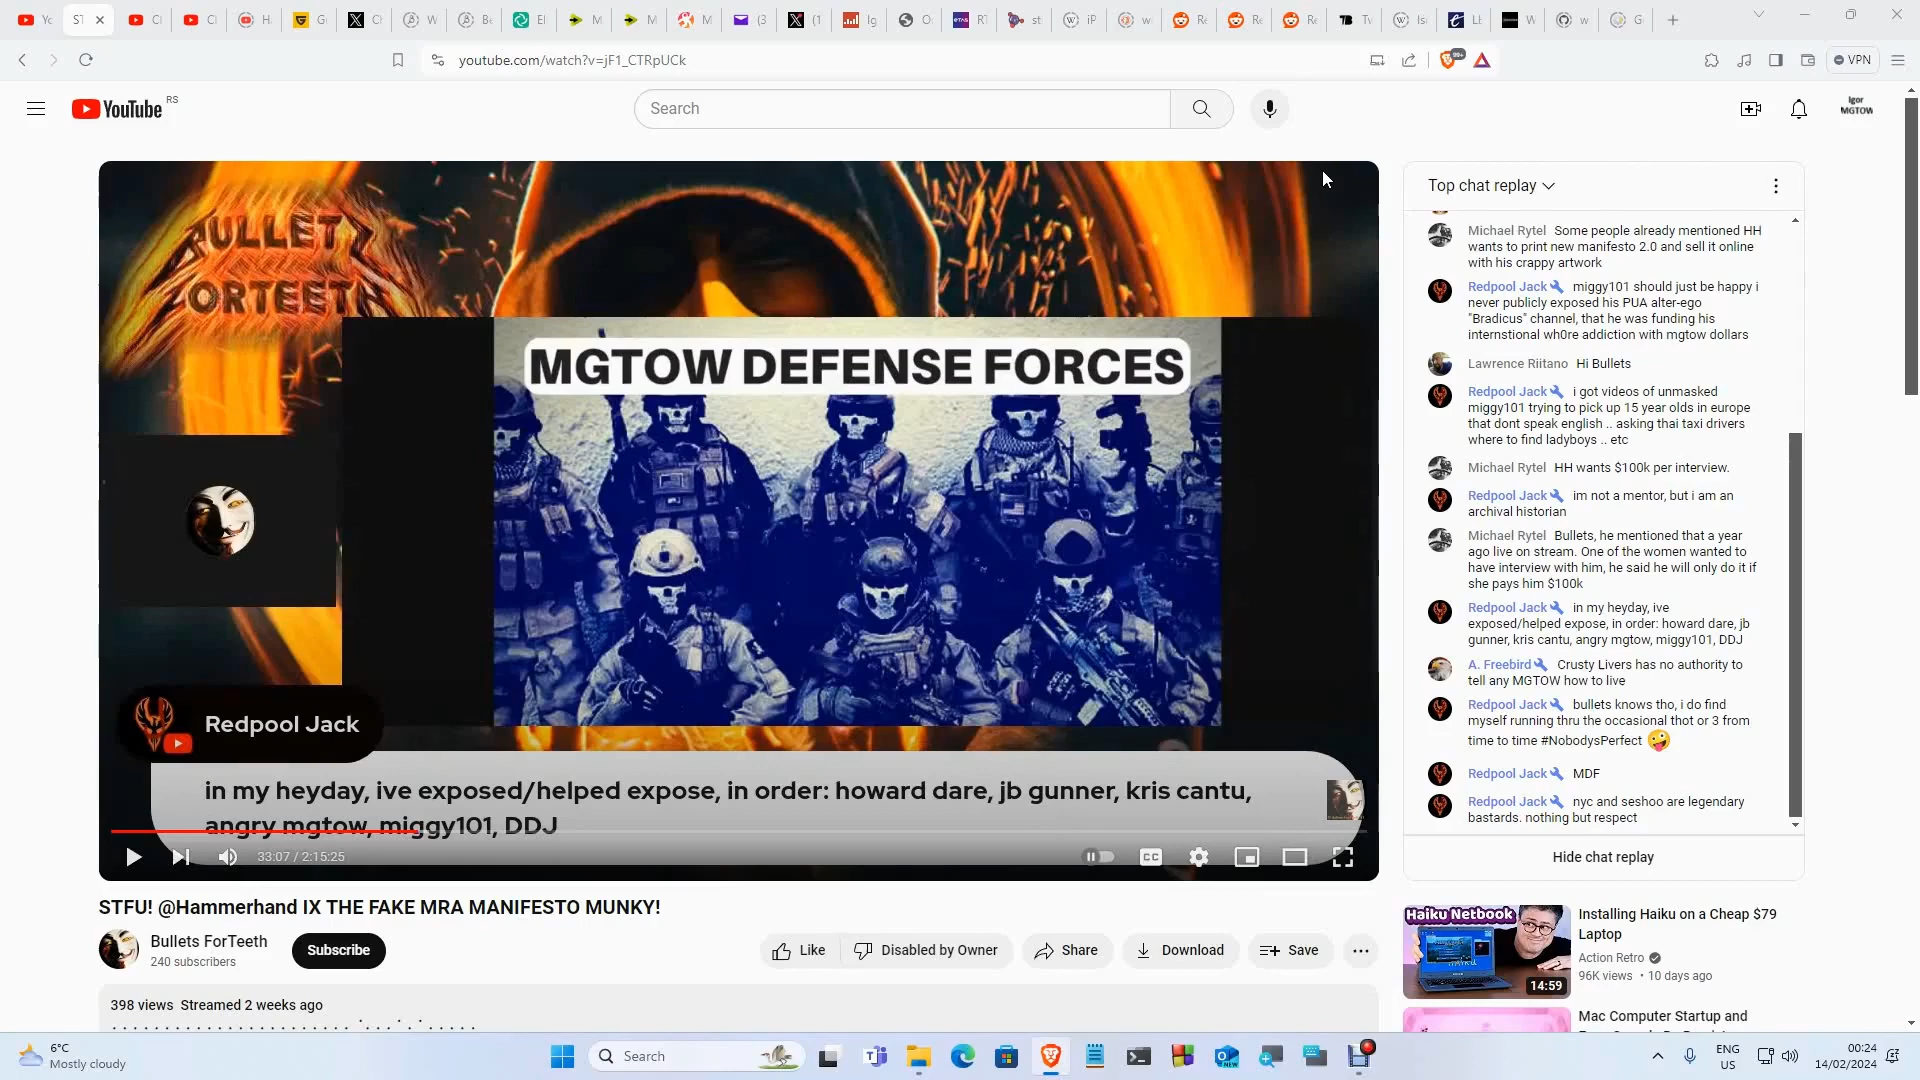 youtube.com/watch?v=jF1_CTRpUCk
VPN
YouTube RS
Search
Igor
MGTOW
BULLETS
FORTEETH
MGTOW DEFENSE FORCES
Redpool Jack
in my heyday, ive exposed/helped expose, in order: howard dare, jb gunner, kris cantu,
angry mgtow, miggy101, DDJ
33:07 / 2:15:25
CC
STFU! @Hammerhand IX THE FAKE MRA MANIFESTO MUNKY!
Bullets ForTeeth
240 subscribers
Subscribe
Like
Disabled by Owner
Share
Download
Save
398 views Streamed 2 weeks ago
Top chat replay
Michael Rytel Some people already mentioned HH
wants to print new manifesto 2.0 and sell it online
with his crappy artwork
Redpool Jack miggy101 should just be happy i
never publicly exposed his PUA alter-ego
"Bradicus" channel, that he was funding his
internstional wh0re addiction with mgtow dollars
Lawrence Riitano Hi Bullets
Redpool Jack i got videos of unmasked
miggy101 trying to pick up 15 year olds in europe
that dont speak english .. asking thai taxi drivers
where to find ladyboys .. etc
Michael Rytel HH wants $100k per interview.
Redpool Jack im not a mentor, but i am an
archival historian
Michael Rytel Bullets, he mentioned that a year
ago live on stream. One of the women wanted to
have interview with him, he said he will only do it if
she pays him $100k
Redpool Jack in my heyday, ive
exposed/helped expose, in order: howard dare, jb
gunner, kris cantu, angry mgtow, miggy101, DDJ
A. Freebird Crusty Livers has no authority to
tell any MGTOW how to live
Redpool Jack bullets knows tho, i do find
myself running thru the occasional thot or 3 from
time to time #NobodysPerfect
Redpool Jack MDF
Redpool Jack nyc and seshoo are legendary
bastards. nothing but respect
Hide chat replay
Haiku Netbook
14:59
Installing Haiku on a Cheap $79
Laptop
Action Retro
96K views • 10 days ago
Mac Computer Startup and
6°C
Mostly cloudy
Search
ENG
US
00:24
14/02/2024